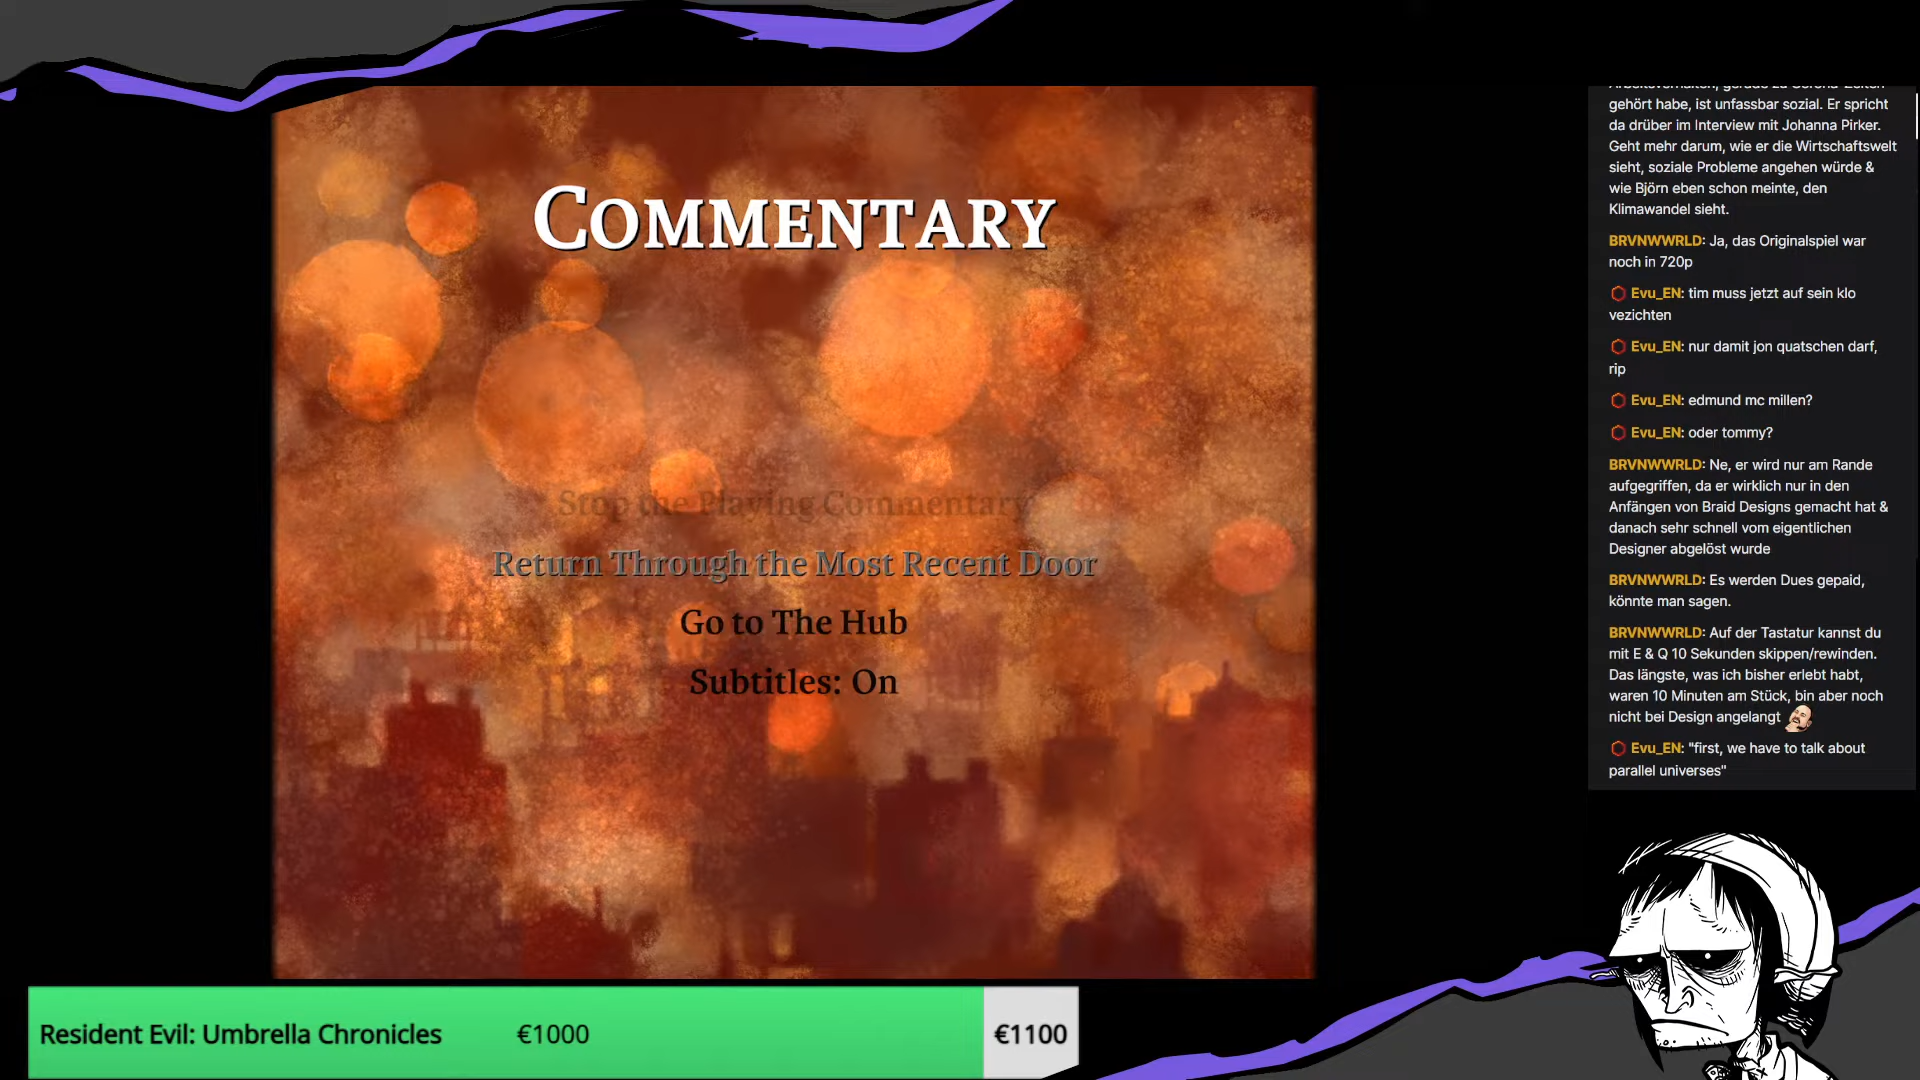 COMMENTARY
Stop the Playing Commentary
Return Through the Most Recent Door
Go to The Hub
Subtitles: On
Resident Evil: Umbrella Chronicles €1000 €1100
gehört habe, ist unfassbar sozial. Er spricht
da drüber im Interview mit Johanna Pirker.
Geht mehr darum, wie er die Wirtschaftswelt
sieht, soziale Probleme angehen würde &
wie Björn eben schon meinte, den
Klimawandel sieht.
BRVNWWRLD: Ja, das Originalspiel war
noch in 720p
Evu_EN: tim muss jetzt auf sein klo
vezichten
Evu_EN: nur damit jon quatschen darf,
rip
Evu_EN: edmund mc millen?
Evu_EN: oder tommy?
BRVNWWRLD: Ne, er wird nur am Rande
aufgegriffen, da er wirklich nur in den
Anfängen von Braid Designs gemacht hat &
danach sehr schnell vom eigentlichen
Designer abgelöst wurde
BRVNWWRLD: Es werden Dues gepaid,
könnte man sagen.
BRVNWWRLD: Auf der Tastatur kannst du
mit E & Q 10 Sekunden skippen/rewinden.
Das längste, was ich bisher erlebt habt,
waren 10 Minuten am Stück, bin aber noch
nicht bei Design angelangt
Evu_EN: "first, we have to talk about
parallel universes"